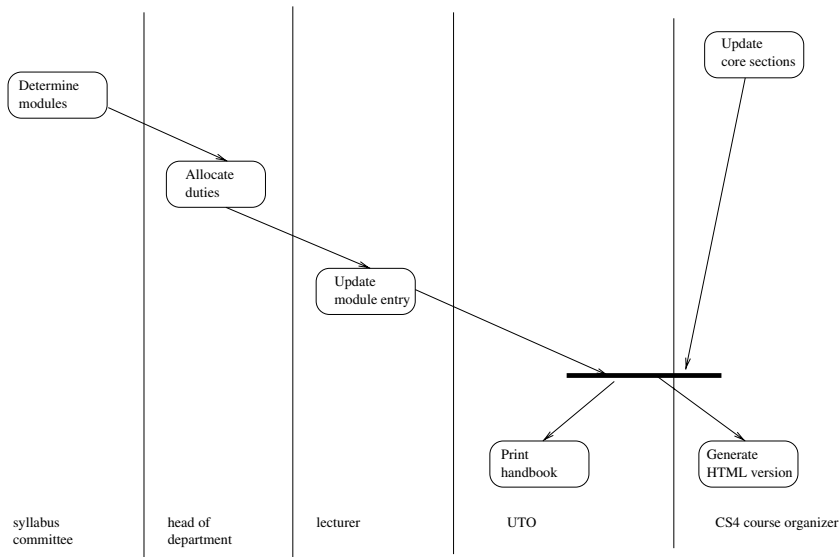 Update
core sections
Determine
modules
Allocate
duties
Update
module entry
Print
handbook
Generate
HTML version
syllabus
committee
head of
department
lecturer
UTO
CS4 course organizer